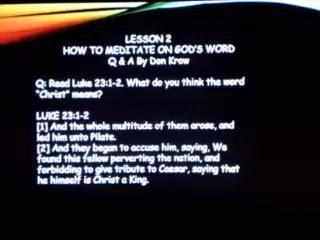 LESSON 2
HOW TO MEDITATE ON GOD'S WORD
Q & A By Don Krow
Q: Read Luke 23:1-2. What do you think the word
"Christ" means?
LUKE 23:1-2
[1] And the whole multitude of them arose, and
led him unto Pilate.
[2] And they began to accuse him, saying, We
found this fellow perverting the nation, and
forbidding to give tribute to Caesar, saying that
he himself is Christ a King.